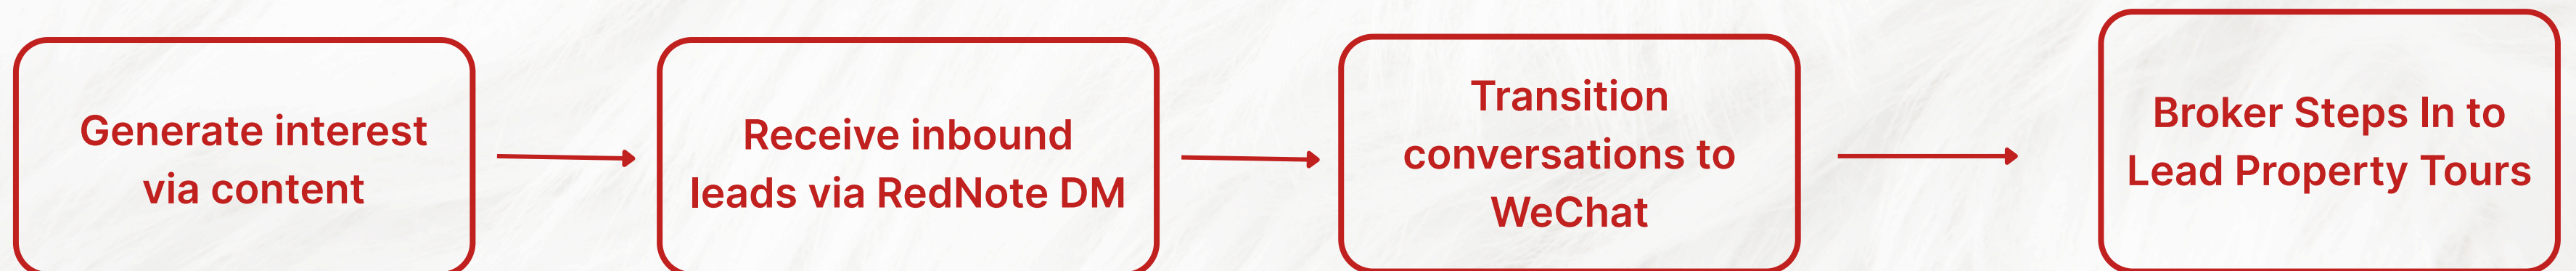 Generate interest
via content
Receive inbound
leads via RedNote DM
Transition
conversations to
WeChat
Broker Steps In to
Lead Property Tours